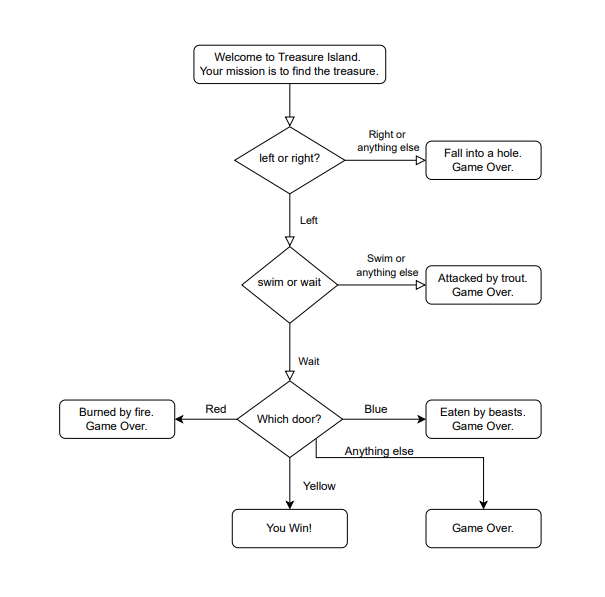 Welcome to Treasure Island.
Your mission is to find the treasure.
left or right?
Right or
anything else
Fall into a hole.
Game Over.
Left
swim or wait
Swim or
anything else
Attacked by trout.
Game Over.
Wait
Which door?
Red
Burned by fire.
Game Over.
Blue
Eaten by beasts.
Game Over.
Anything else
Yellow
You Win!
Game Over.